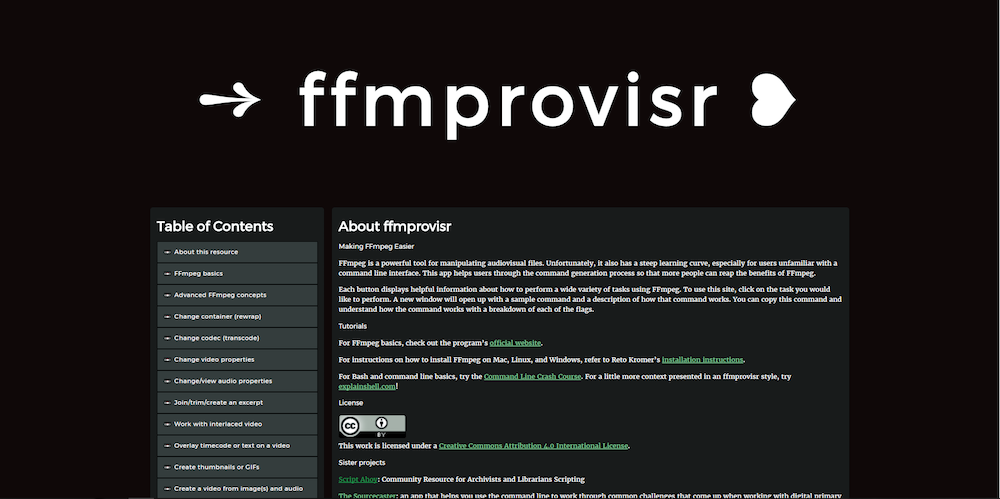 ➛ ffmprovisr ❥
Table of Contents
About this resource
FFmpeg basics
Advanced FFmpeg concepts
Change container (rewrap)
Change codec (transcode)
Change video properties
Change/view audio properties
Join/trim/create an excerpt
Work with interlaced video
Overlay timecode or text on a video
Create thumbnails or GIFs
Create a video from image(s) and audio
About ffmprovisr
Making FFmpeg Easier
FFmpeg is a powerful tool for manipulating audiovisual files. Unfortunately, it also has a steep learning curve, especially for users unfamiliar with a
command line interface. This app helps users through the command generation process so that more people can reap the benefits of FFmpeg.
Each button displays helpful information about how to perform a wide variety of tasks using FFmpeg. To use this site, click on the task you would
like to perform. A new window will open up with a sample command and a description of how that command works. You can copy this command and
understand how the command works with a breakdown of each of the flags.
Tutorials
For FFmpeg basics, check out the program's official website.
For instructions on how to install FFmpeg on Mac, Linux, and Windows, refer to Reto Kromer's installation instructions.
For Bash and command line basics, try the Command Line Crash Course. For a little more context presented in an ffmprovisr style, try
explainshell.com!
License
CC
BY
This work is licensed under a Creative Commons Attribution 4.0 International License.
Sister projects
Script Ahoy: Community Resource for Archivists and Librarians Scripting
The Sourcecaster: an app that helps you use the command line to work through common challenges that come up when working with digital primary